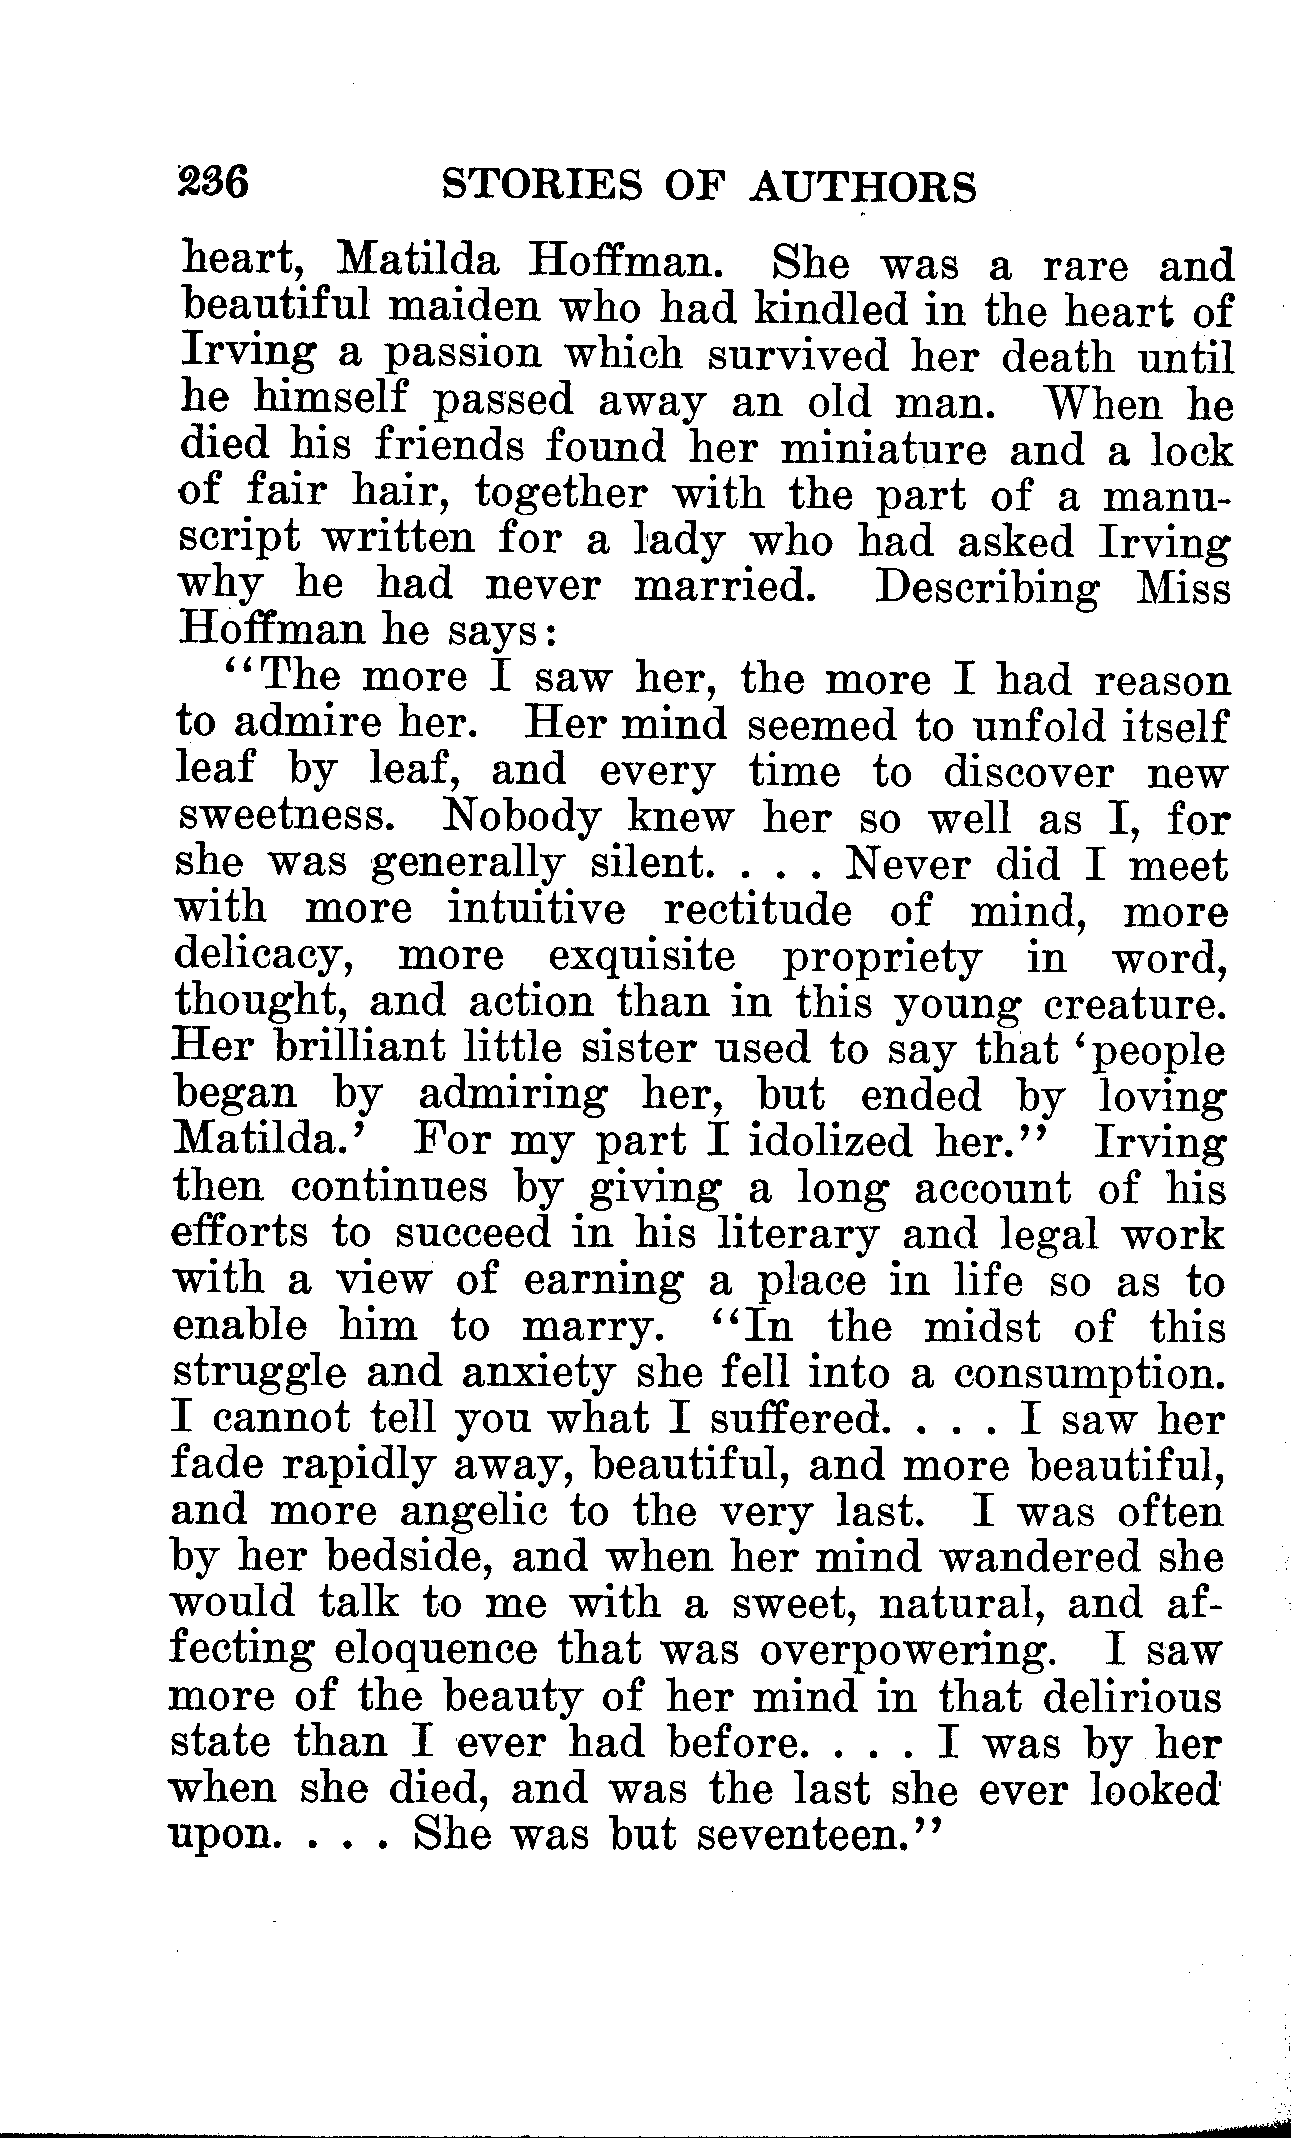 236 STORIES OF AUTHORS
heart, Matilda Hoffman. She was a rare and
beautiful maiden who had kindled in the heart of
Irving a passion which survived her death until
he himself passed away an old man. When he
died his friends found her miniature and a lock
of fair hair, together with the part of a manu-
script written for a lady who had asked Irving
why he had never married. Describing Miss
Hoffman he says:
"The more I saw her, the more I had reason
to admire her. Her mind seemed to unfold itself
leaf by leaf, and every time to discover new
sweetness. Nobody knew her so well as I, for
she was generally silent. . . . Never did I meet
with more intuitive rectitude of mind, more
delicacy, more exquisite propriety in word,
thought, and action than in this young creature.
Her brilliant little sister used to say that 'people
began by admiring her, but ended by loving
Matilda.' For my part I idolized her." Irving
then continues by giving a long account of his
efforts to succeed in his literary and legal work
with a view of earning a place in life so as to
enable him to marry. "In the midst of this
struggle and anxiety she fell into a consumption.
I cannot tell you what I suffered. . . . I saw her
fade rapidly away, beautiful, and more beautiful,
and more angelic to the very last. I was often
by her bedside, and when her mind wandered she
would talk to me with a sweet, natural, and af-
fecting eloquence that was overpowering. I saw
more of the beauty of her mind in that delirious
state than I ever had before. . . . I was by her
when she died, and was the last she ever looked
upon. . . . She was but seventeen."